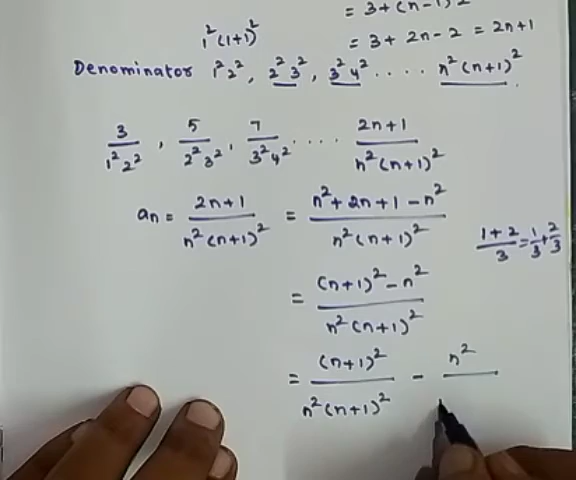 = 3 + (n-1) 2
1²(1+1)²
= 3 + 2n - 2 = 2n+1
Denominator 1²2², 2²3², 3²4² .... n²(n+1)².
3/1²2², 5/2²3², 7/3²4² .... 2n+1/n²(n+1)²
an = 2n+1/n²(n+1)² = n²+2n+1-n²/n²(n+1)²
1+2/3 = 1/3 + 2/3
= (n+1)²-n²/n²(n+1)²
= (n+1)²/n²(n+1)² - n²